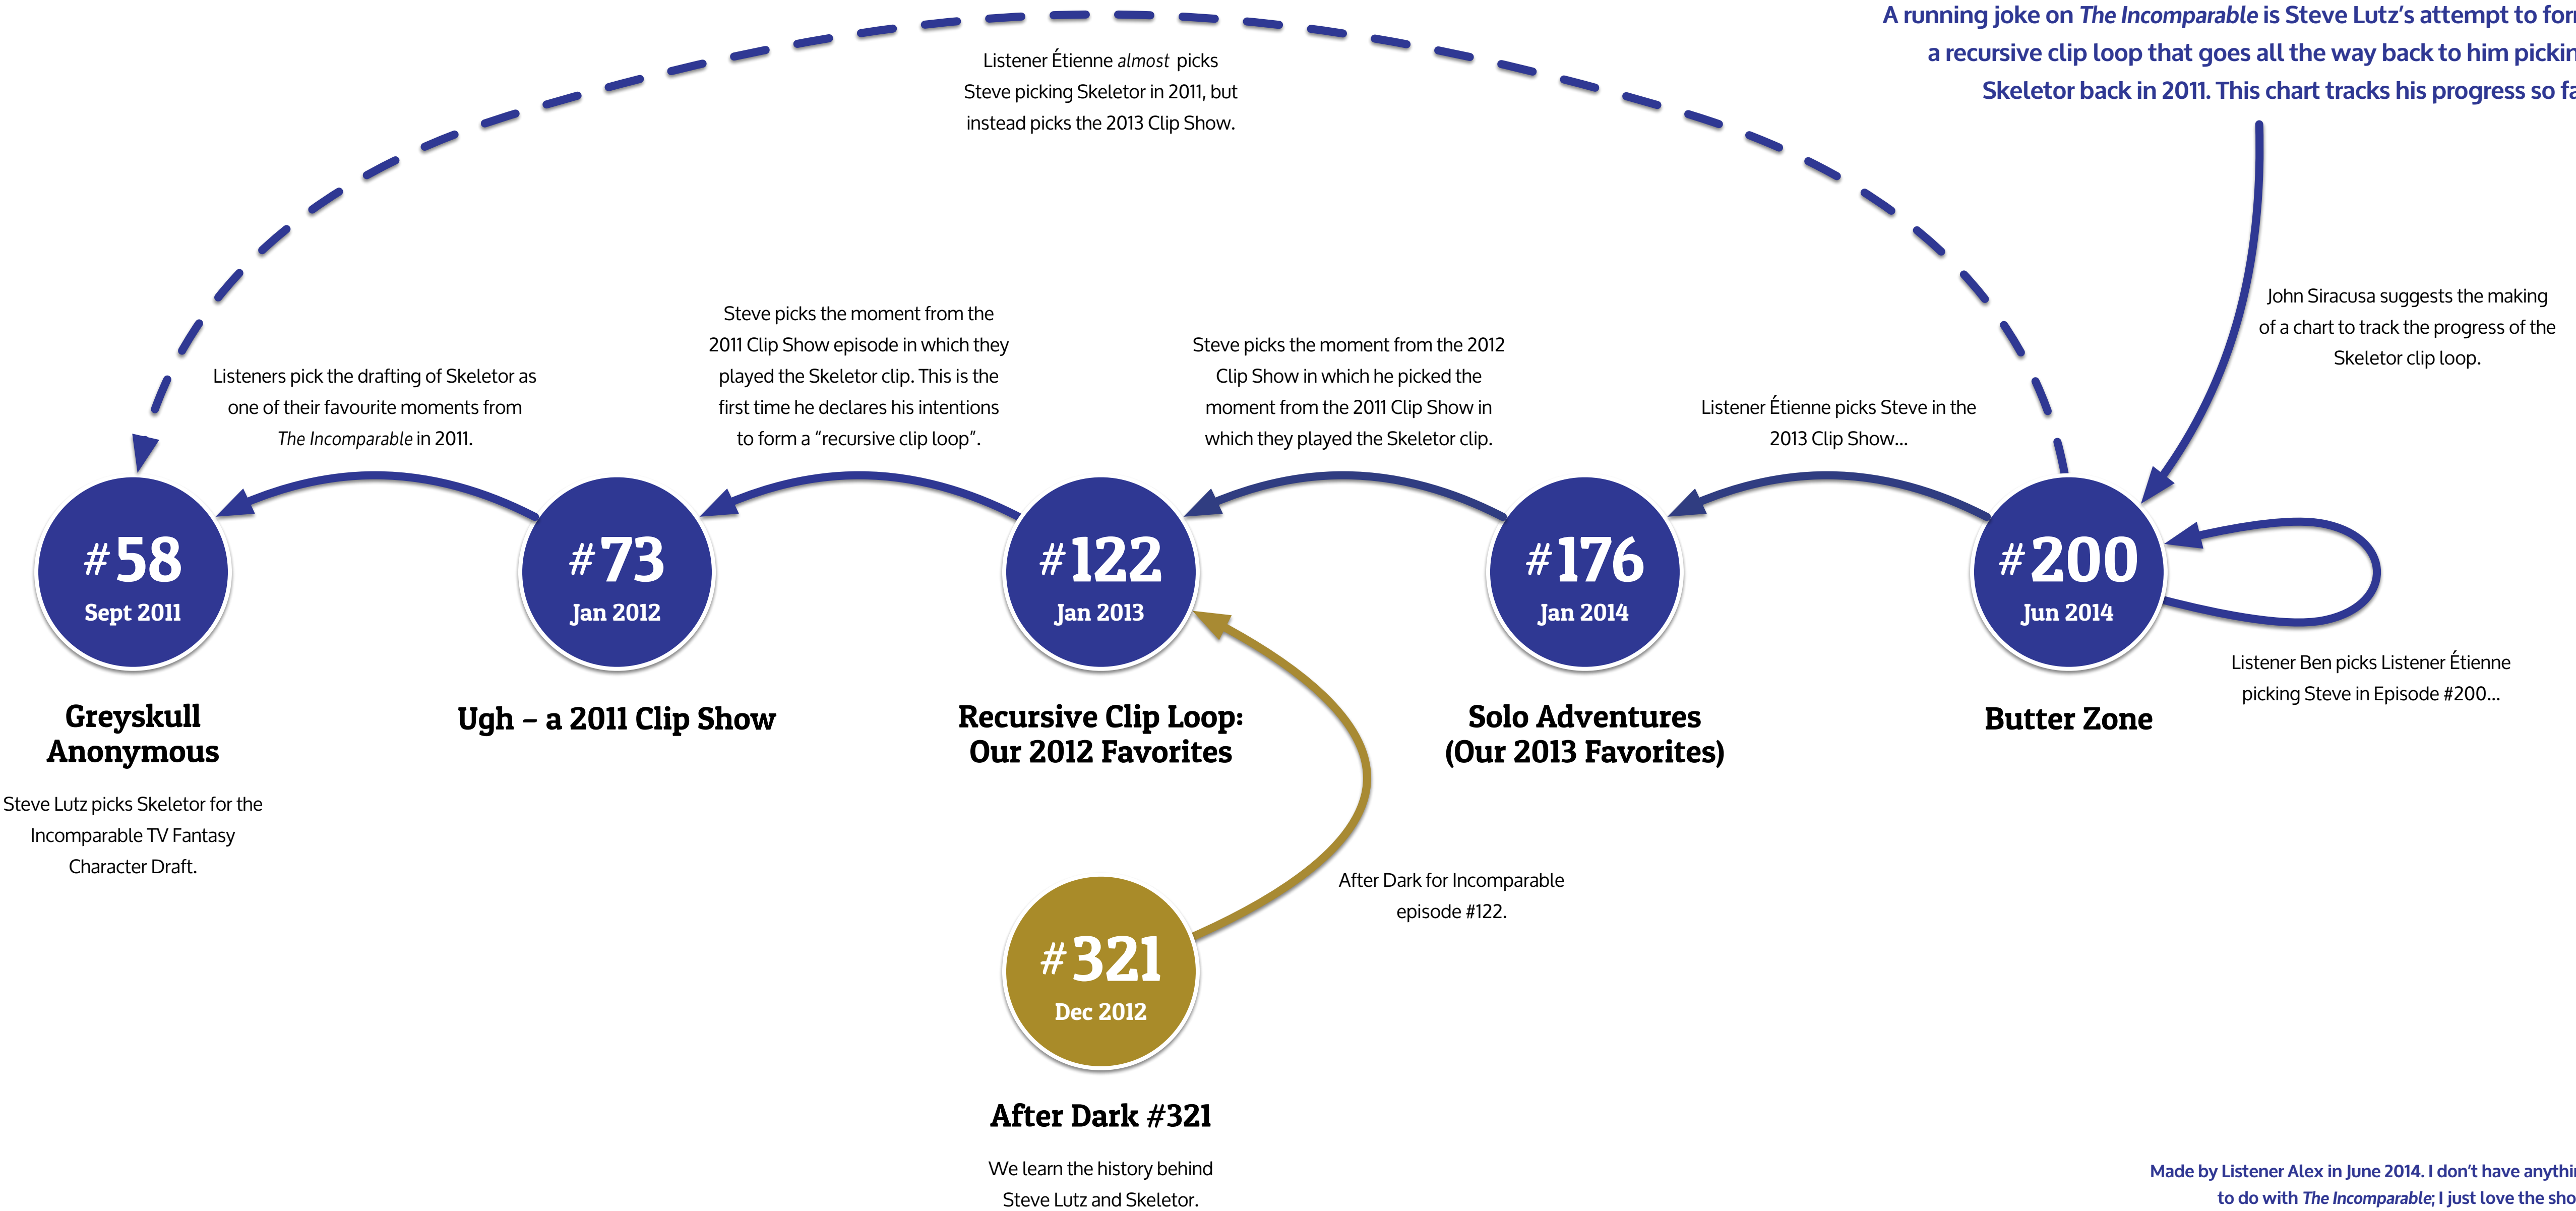 A running joke on The Incomparable is Steve Lutz's attempt to
a recursive clip loop that goes all the way back to him
Skeletor back in 2011. This chart tracks his progress so
Listener Étienne almost picks
Steve picking Skeletor in 2011, but
instead picks the 2013 Clip Show.
John Siracusa suggests the making
of a chart to track the progress of the
Skeletor clip loop.
Listeners pick the drafting of Skeletor as
one of their favourite moments from
The Incomparable in 2011.
Steve picks the moment from the
2011 Clip Show episode in which they
played the Skeletor clip. This is the
first time he declares his intentions
to form a “recursive clip loop”.
Steve picks the moment from the 2012
Clip Show in which he picked the
moment from the 2011 Clip Show in
which they played the Skeletor clip.
Listener Étienne picks Steve in the
2013 Clip Show...
#58
Sept 2011
Greyskull
Anonymous
Steve Lutz picks Skeletor for the
Incomparable TV Fantasy
Character Draft.
#73
Jan 2012
Ugh – a 2011 Clip Show
#122
Jan 2013
Recursive Clip Loop:
Our 2012 Favorites
#176
Jan 2014
Solo Adventures
(Our 2013 Favorites)
#200
Jun 2014
Butter Zone
Listener Ben picks Listener Étienne
picking Steve in Episode #200...
After Dark for Incomparable
episode #122.
#321
Dec 2012
After Dark #321
We learn the history behind
Steve Lutz and Skeletor.
Made by Listener Alex in June 2014. I don't have
to do with The Incomparable; I just love the